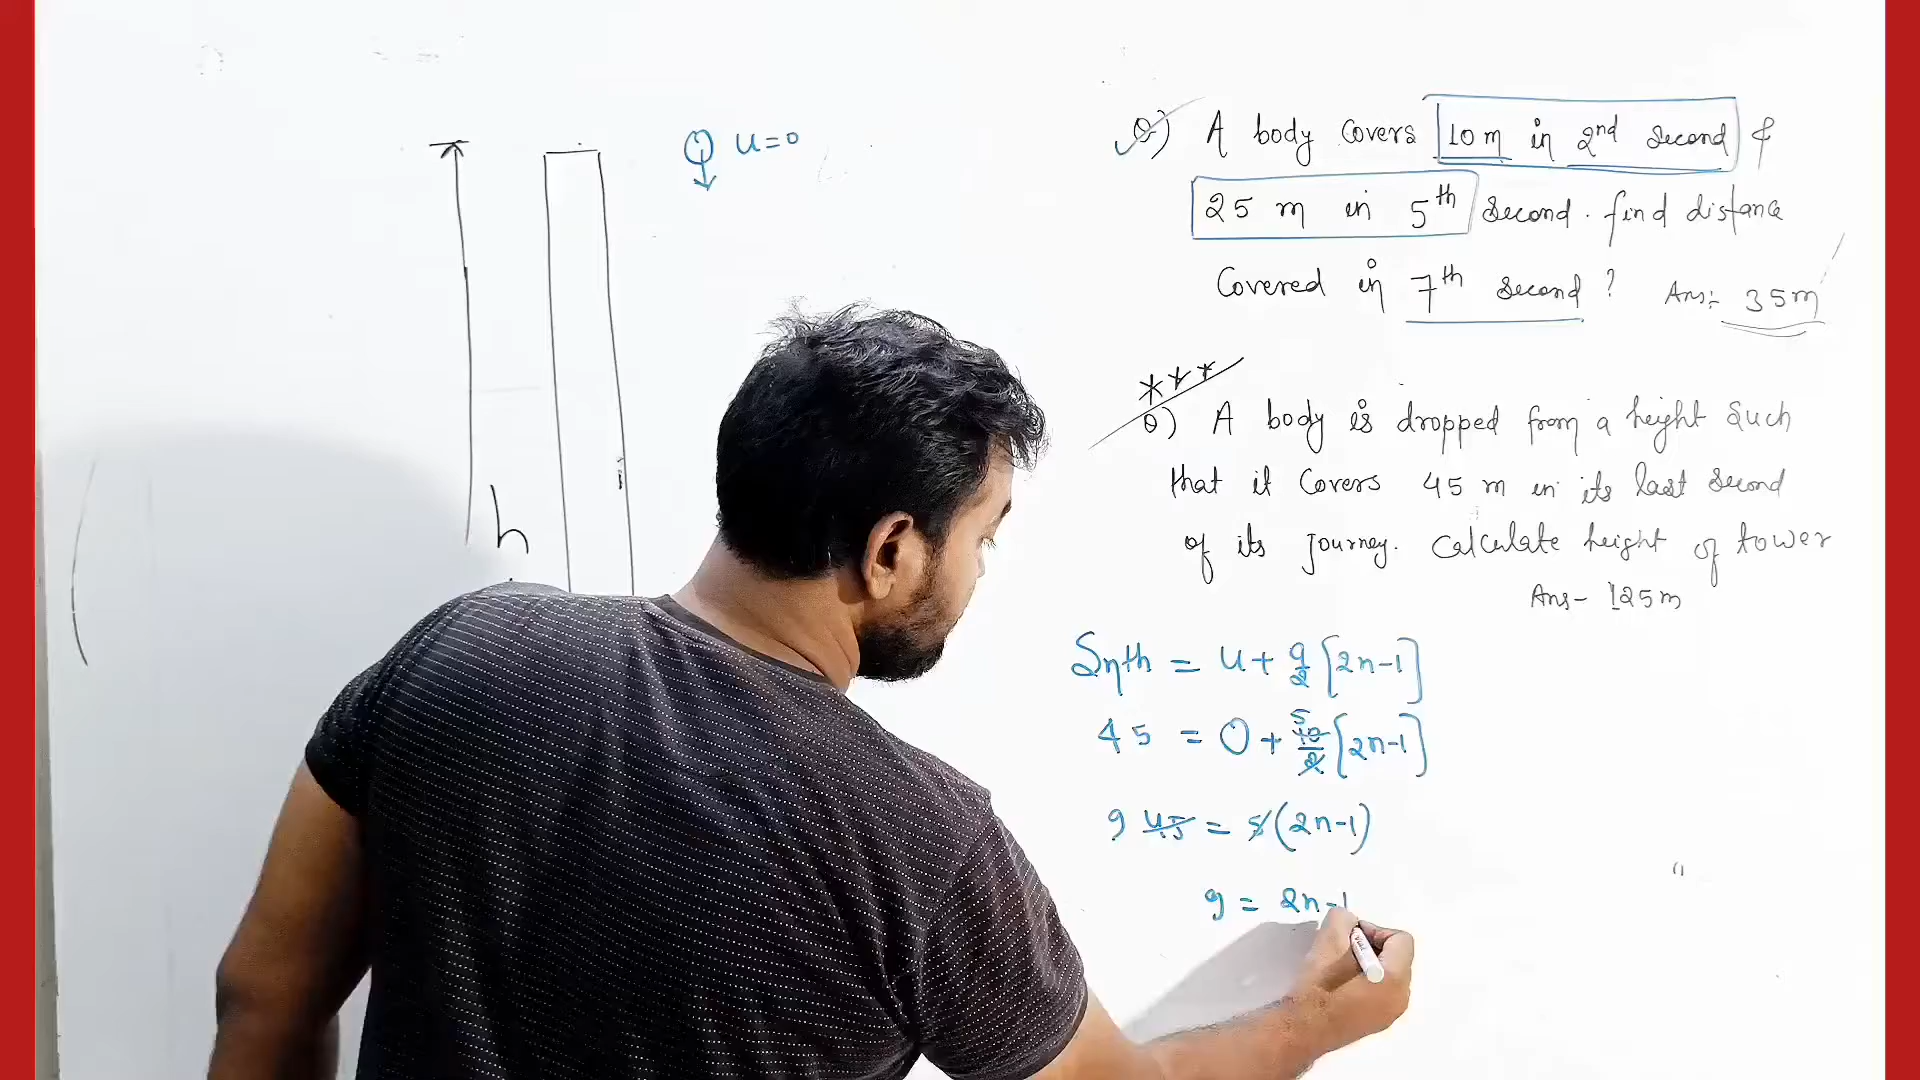 u=0
h
Q) A body covers 10 m in 2nd second &
25 m in 5th second. find distance
Covered in 7th second? Ans:- 35m
***
Q) A body is dropped from a height such
that it covers 45 m in its last second
of its journey. Calculate height of tower
Ans- 125m
Snth = u + g/2 [2n-1]
45 = 0 + 5 10/2 [2n-1]
9 45 = 5 (2n-1)
9 = 2n-1